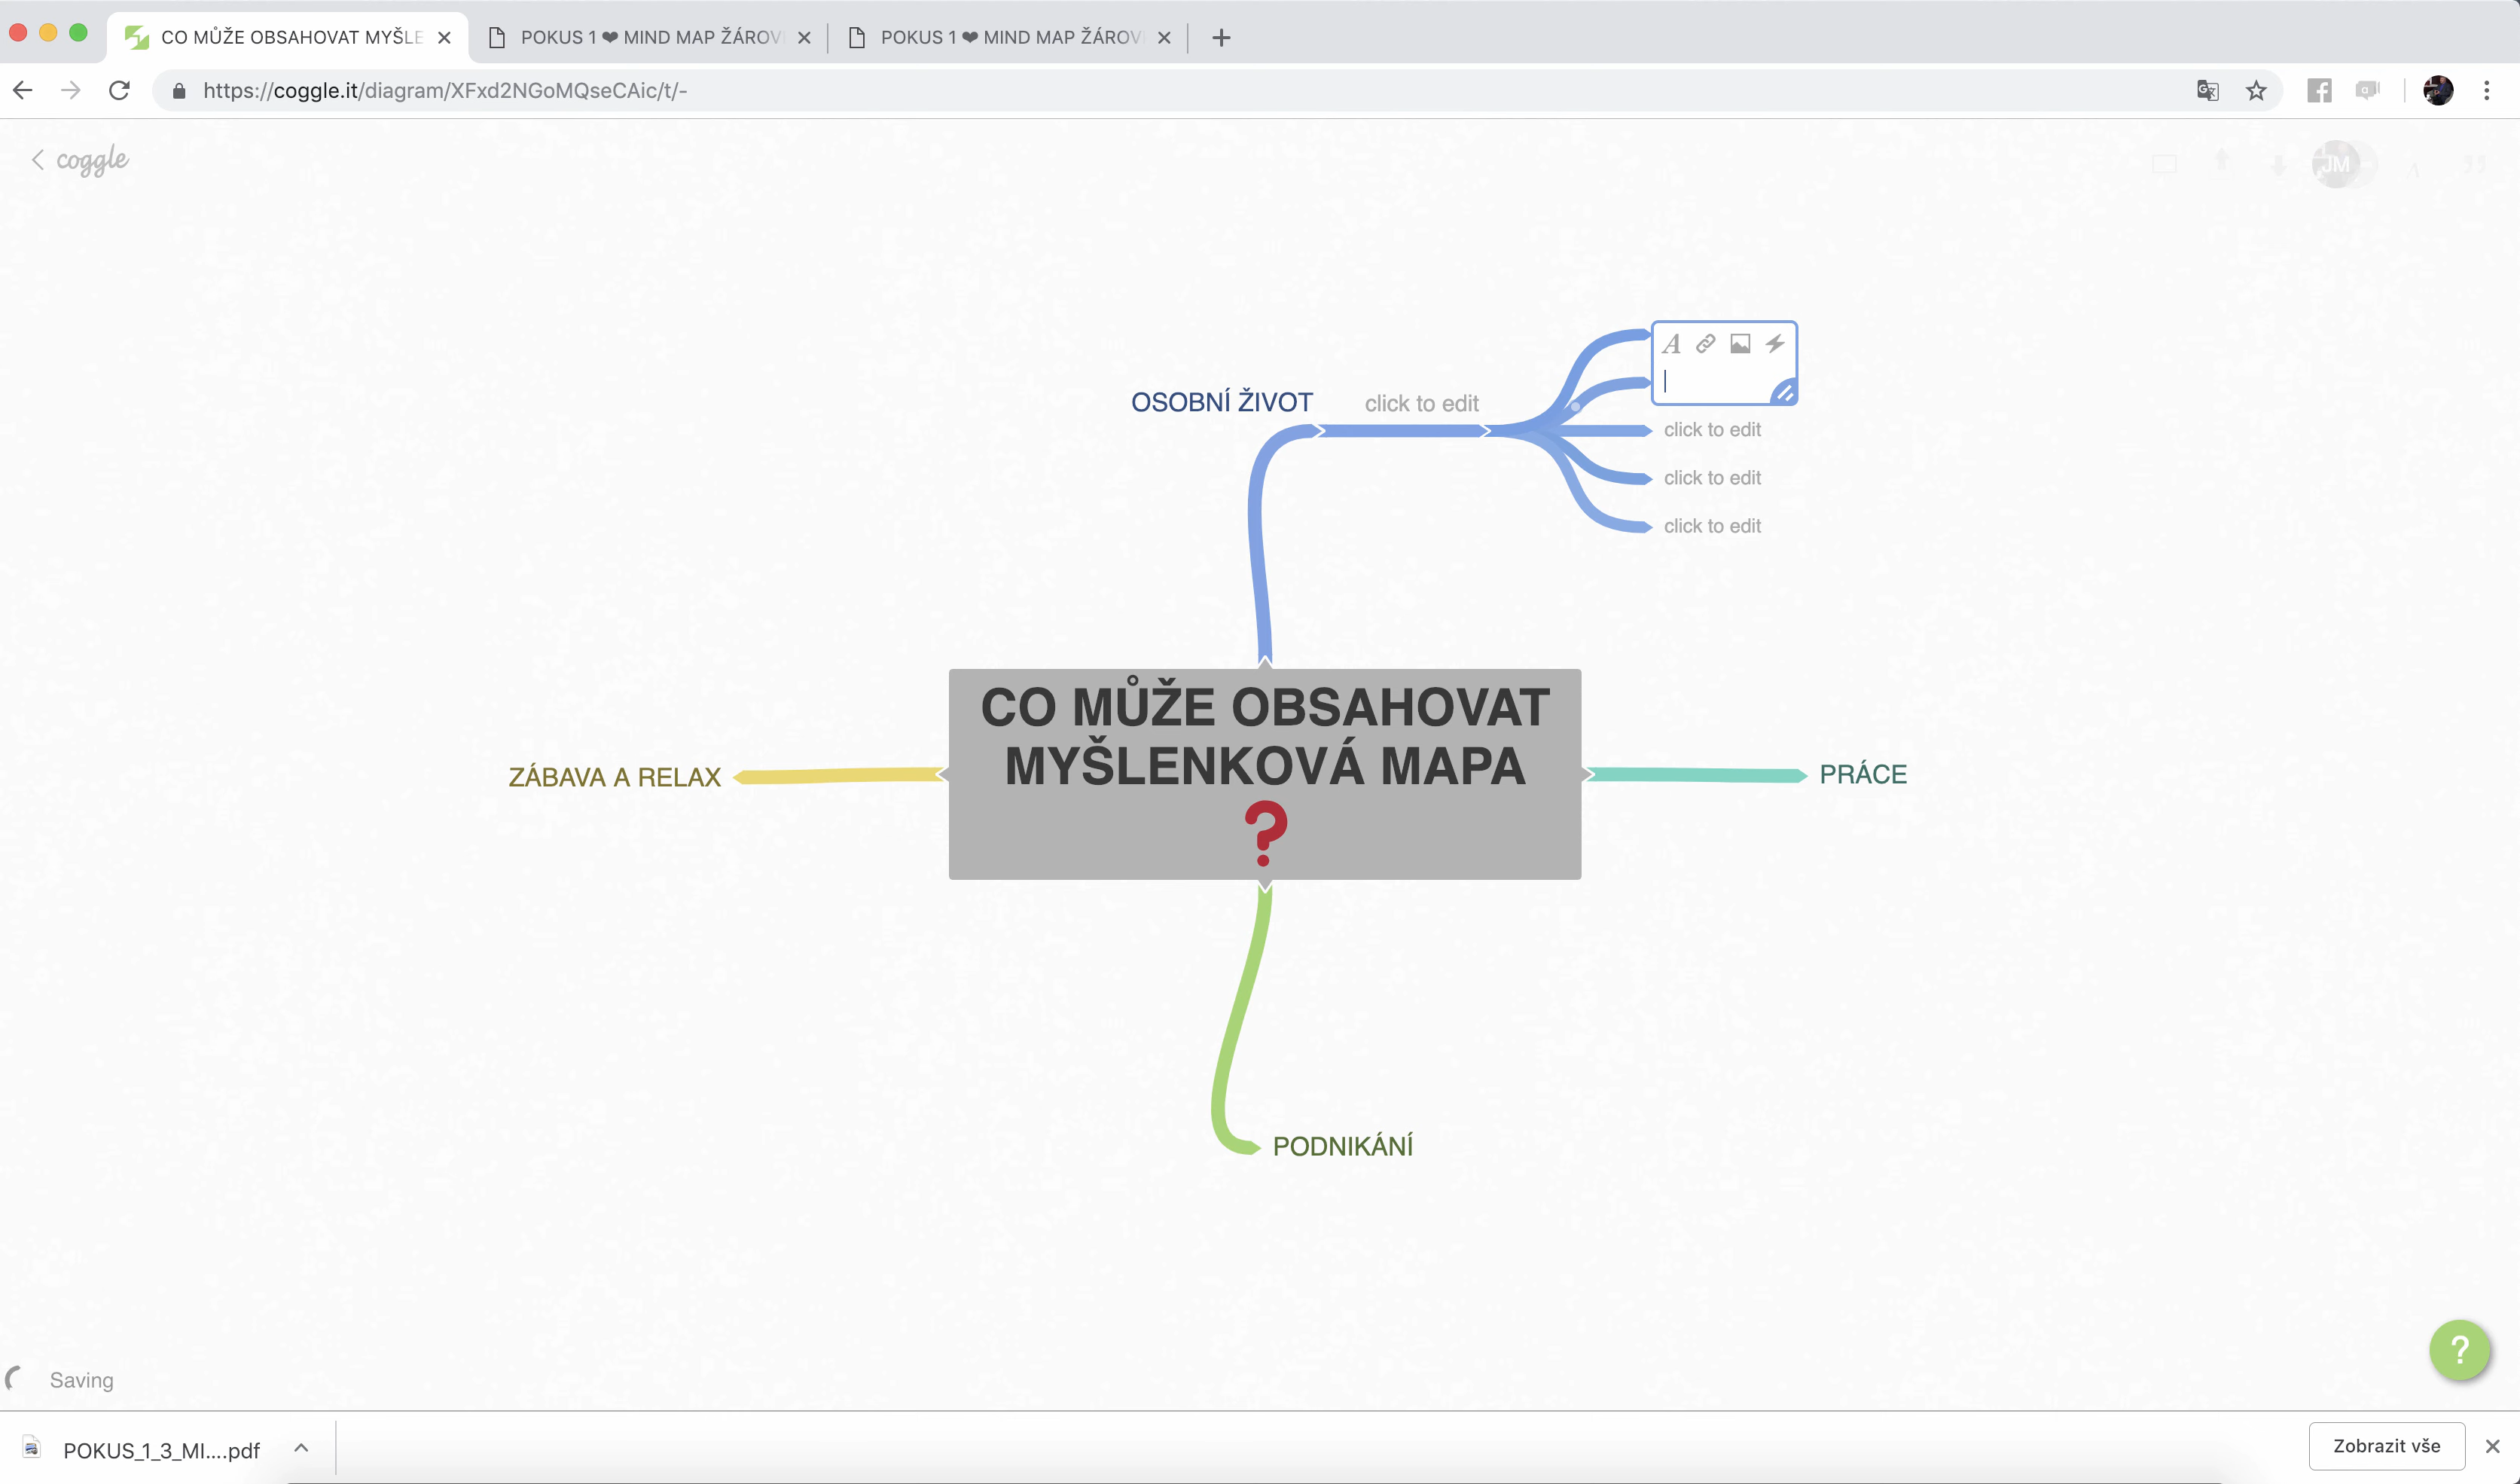 CO MŮŽE OBSAHOVAT MYŠLE
POKUS 1 ❤ MIND MAP ŽÁROV
POKUS 1 ❤ MIND MAP ŽÁROV
https://coggle.it/diagram/XFxd2NGoMQseCAic/t/-
coggle
JM
A
OSOBNÍ ŽIVOT
click to edit
click to edit
click to edit
click to edit
CO MŮŽE OBSAHOVAT
MYŠLENKOVÁ MAPA
?
ZÁBAVA A RELAX
PRÁCE
PODNIKÁNÍ
?
Saving
POKUS_1_3_MI....pdf
Zobrazit vše